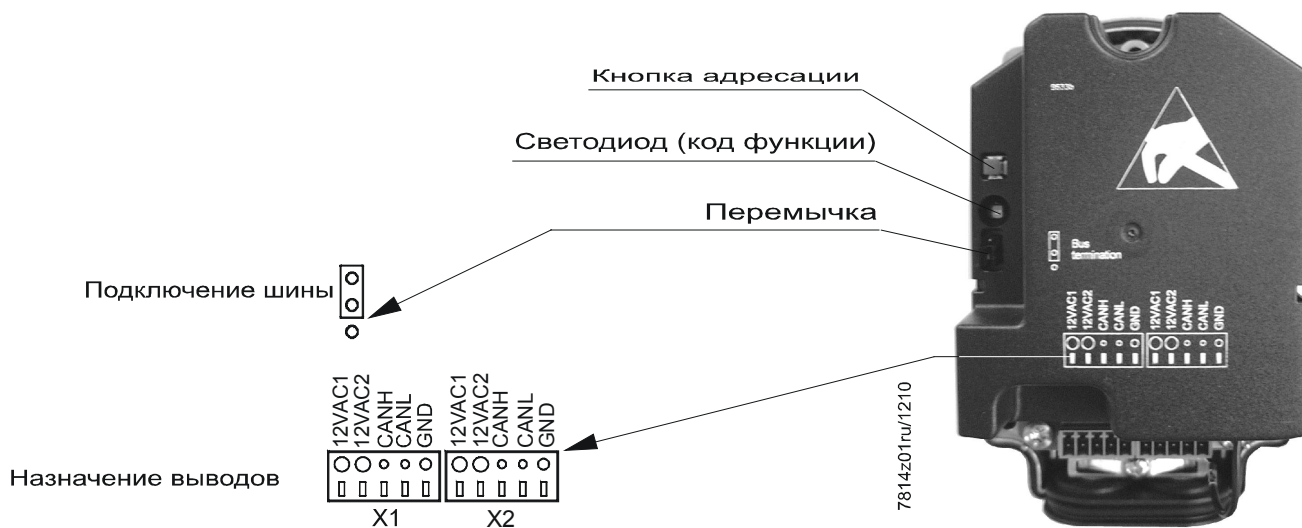 Кнопка адресации
Светодиод (код функции)
Перемычка
Подключение шины
Bus
termination
12VAC1 12VAC2 CANH CANL GND 12VAC1 12VAC2 CANH CANL GND
12VAC1 12VAC2 CANH CANL GND 12VAC1 12VAC2 CANH CANL GND
Назначение выводов
X1 X2
7814z01ru/1210